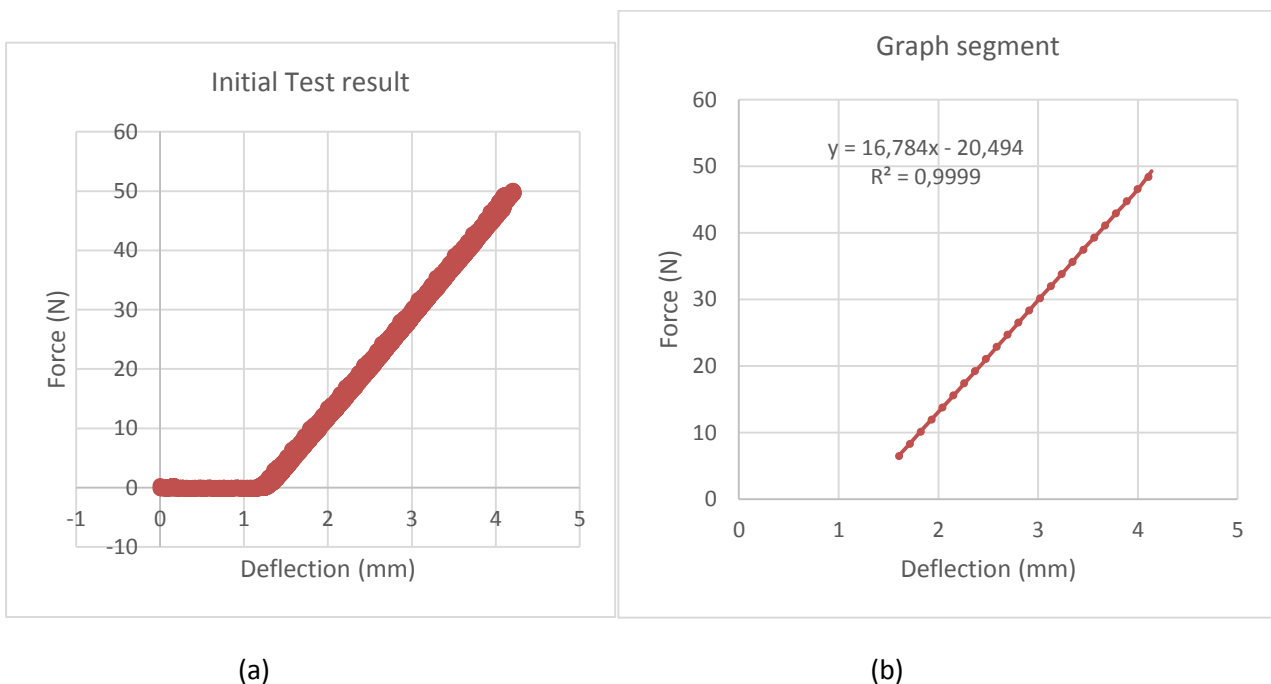 Initial Test result
60
50
40
30
20
10
0
-10
-1
0
1
2
3
4
5
Force (N)
Deflection (mm)
(a)
Graph segment
y = 16,784x - 20,494
R² = 0,9999
60
50
40
30
20
10
0
0
1
2
3
4
5
Force (N)
Deflection (mm)
(b)